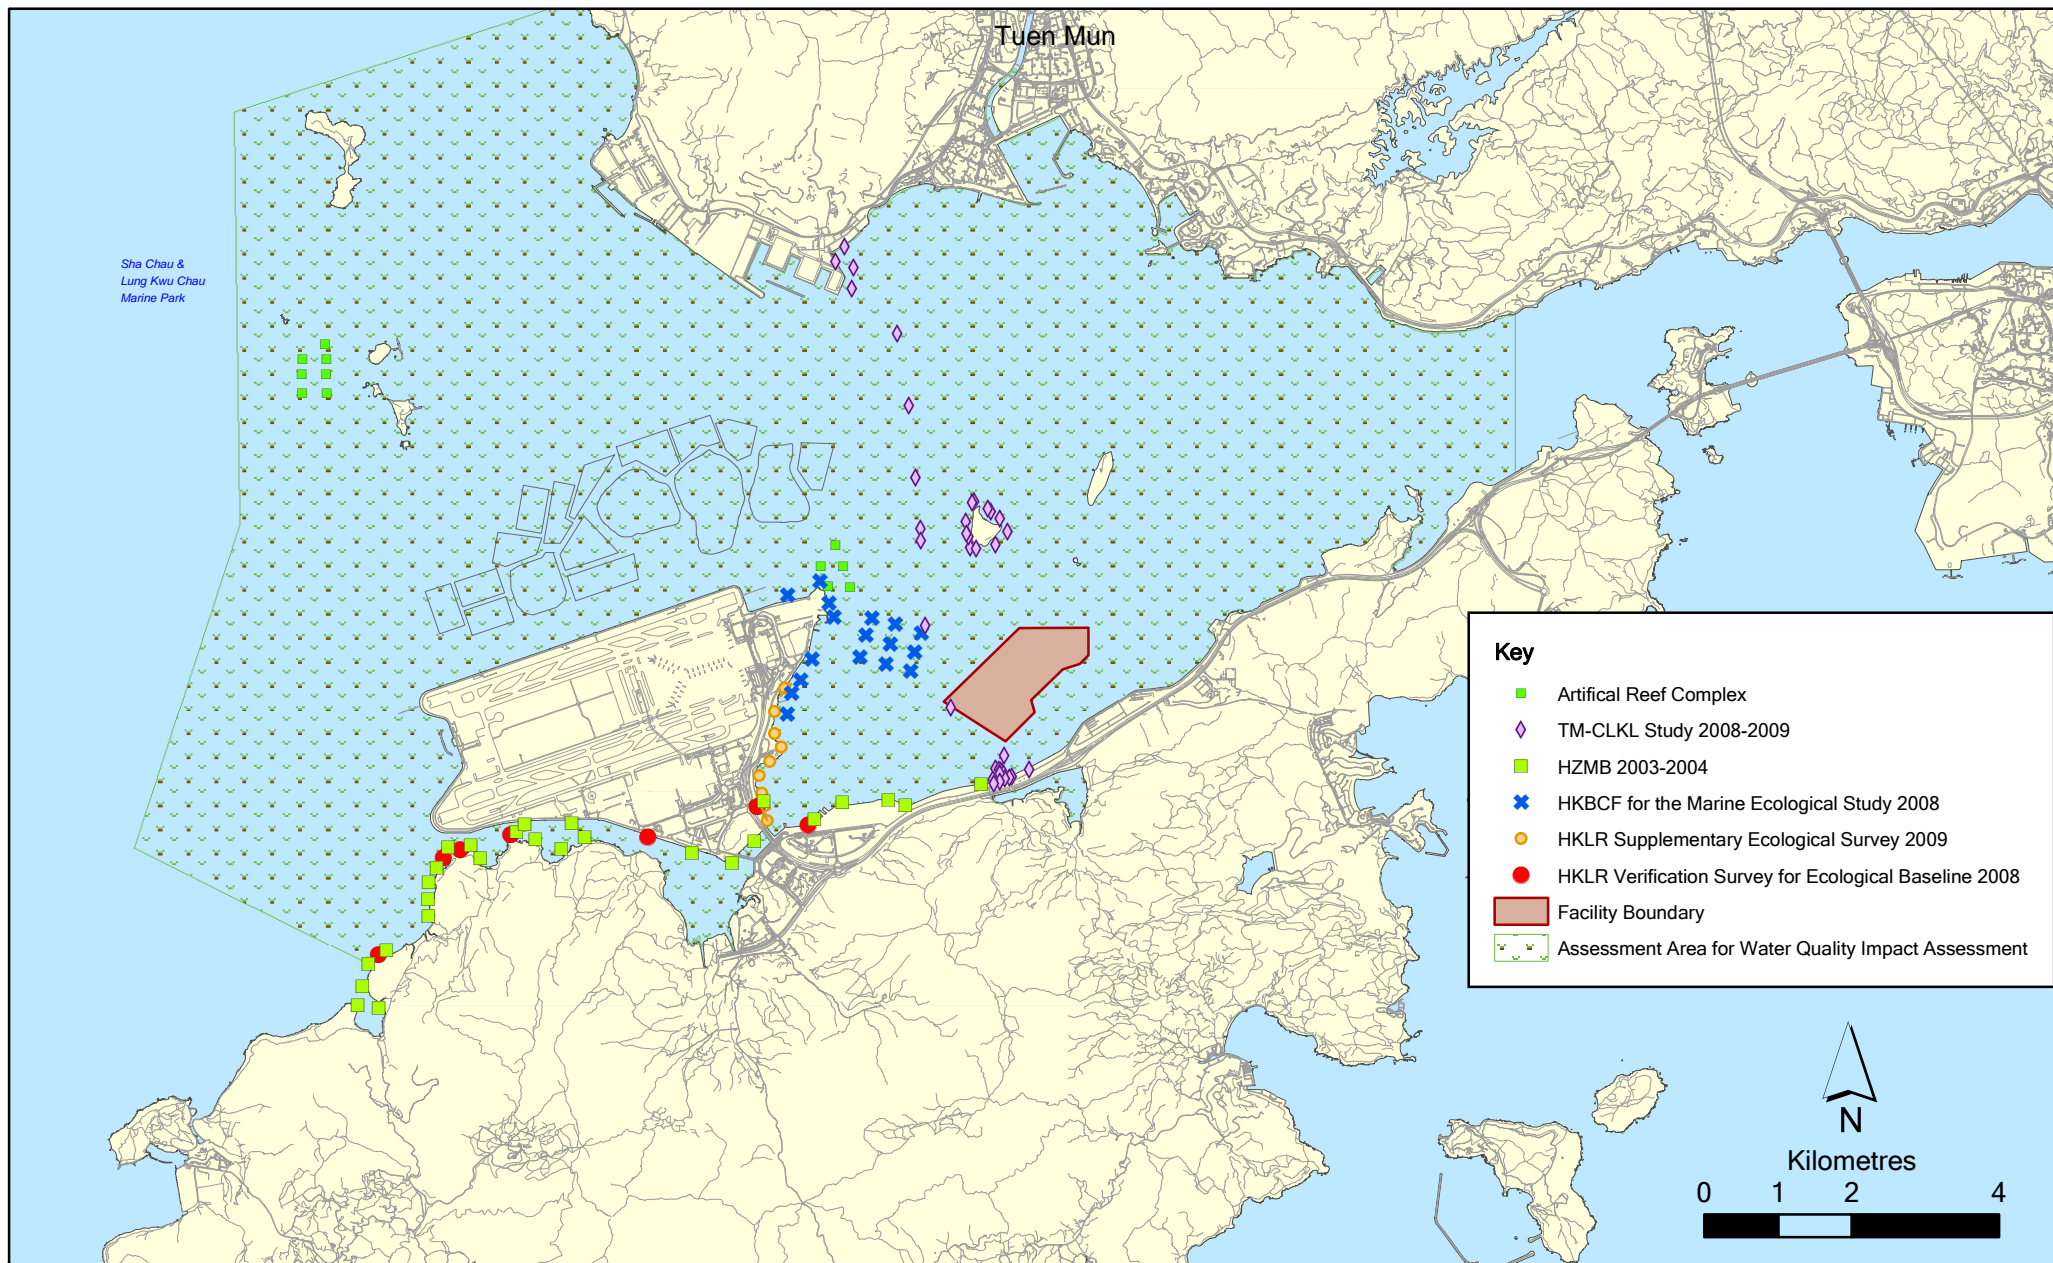 Tuen Mun
Sha Chau &
Lung Kwu Chau
Marine Park
Key
Artifical Reef Complex
TM-CLKL Study 2008-2009
HZMB 2003-2004
HKBCF for the Marine Ecological Study 2008
HKLR Supplementary Ecological Survey 2009
HKLR Verification Survey for Ecological Baseline 2008
Facility Boundary
Assessment Area for Water Quality Impact Assessment
N
Kilometres
0 1 2 4